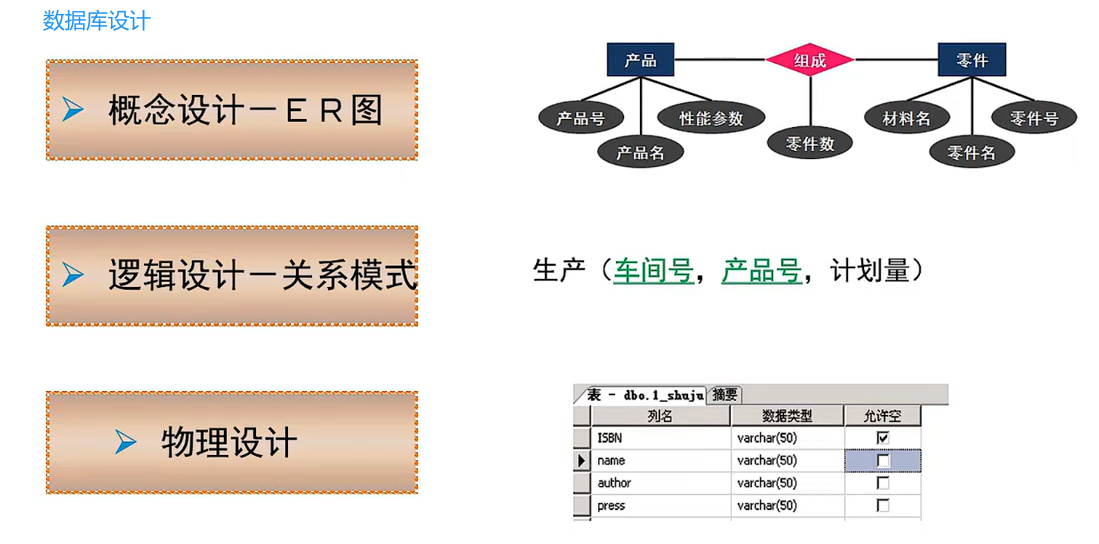 数据库设计
概念设计－ＥＲ图
产品 组成 零件
产品号 性能参数 材料名 零件号
产品名 零件数 零件名
逻辑设计－关系模式
生产（车间号，产品号，计划量）
物理设计
表 - dbo.1_shuju 摘要
列名 数据类型 允许空
ISBN varchar(50)
name varchar(50)
author varchar(50)
press varchar(50)